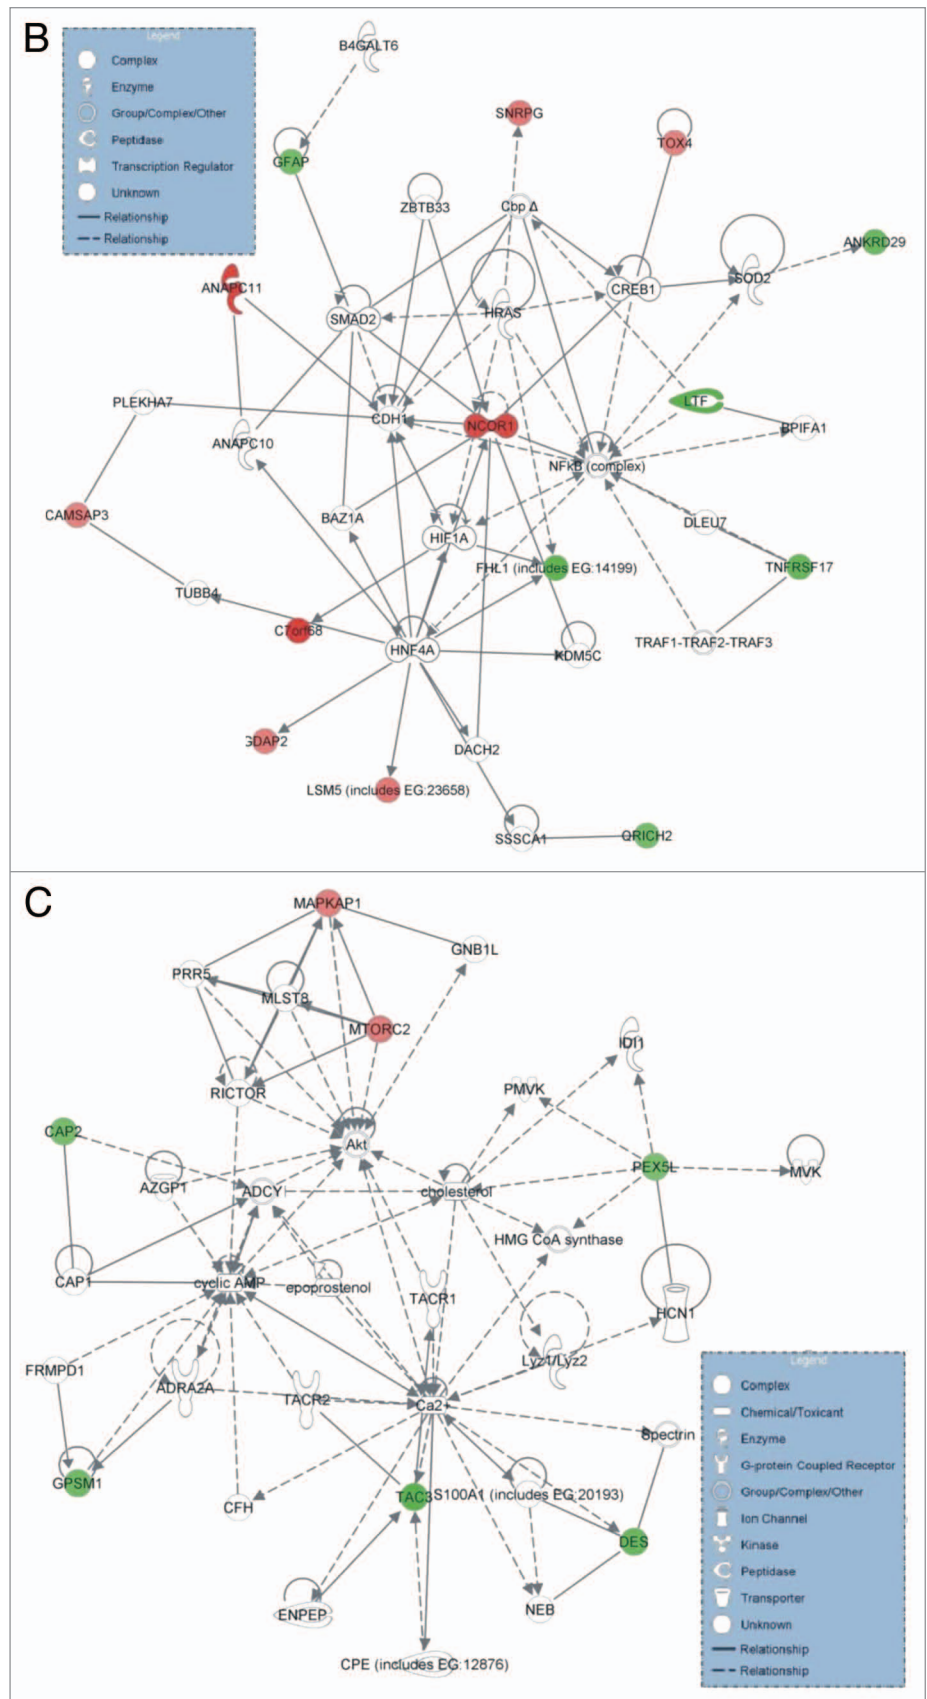 B
Legend
Complex
Enzyme
Group/Complex/Other
Peptidase
Transcription Regulator
Unknown
Relationship
Relationship
B4GALT6
SNRPG
TOX4
GFAP
ZBTB33
Cbp Δ
ANKRD29
ANAPC11
SMAD2
HRAS
CREB1
SOD2
PLEKHA7
CDH1
NCOR1
LTF
BPIFA1
ANAPC10
NFkB (complex)
CAMSAP3
BAZ1A
HIF1A
DLEU7
FHL1 (includes EG:14199)
TNFRSF17
TUBB4
C7orf68
HNF4A
KDM5C
TRAF1-TRAF2-TRAF3
GDAP2
DACH2
LSM5 (includes EG:23658)
SSSCA1
QRICH2
C
MAPKAP1
GNB1L
PRR5
MLST8
MTORC2
IDI1
RICTOR
PMVK
CAP2
Akt
PEX5L
MVK
AZGP1
ADCY
cholesterol
HMG CoA synthase
CAP1
cyclic AMP
epoprostenol
TACR1
HCN1
FRMPD1
ADRA2A
TACR2
Lyz1/Lyz2
Ca2+
Spectrin
GPSM1
CFH
TAC3
S100A1 (includes EG:20193)
DES
ENPEP
NEB
CPE (includes EG:12876)
Legend
Complex
Chemical/Toxicant
Enzyme
G-protein Coupled Receptor
Group/Complex/Other
Ion Channel
Kinase
Peptidase
Transporter
Unknown
Relationship
Relationship